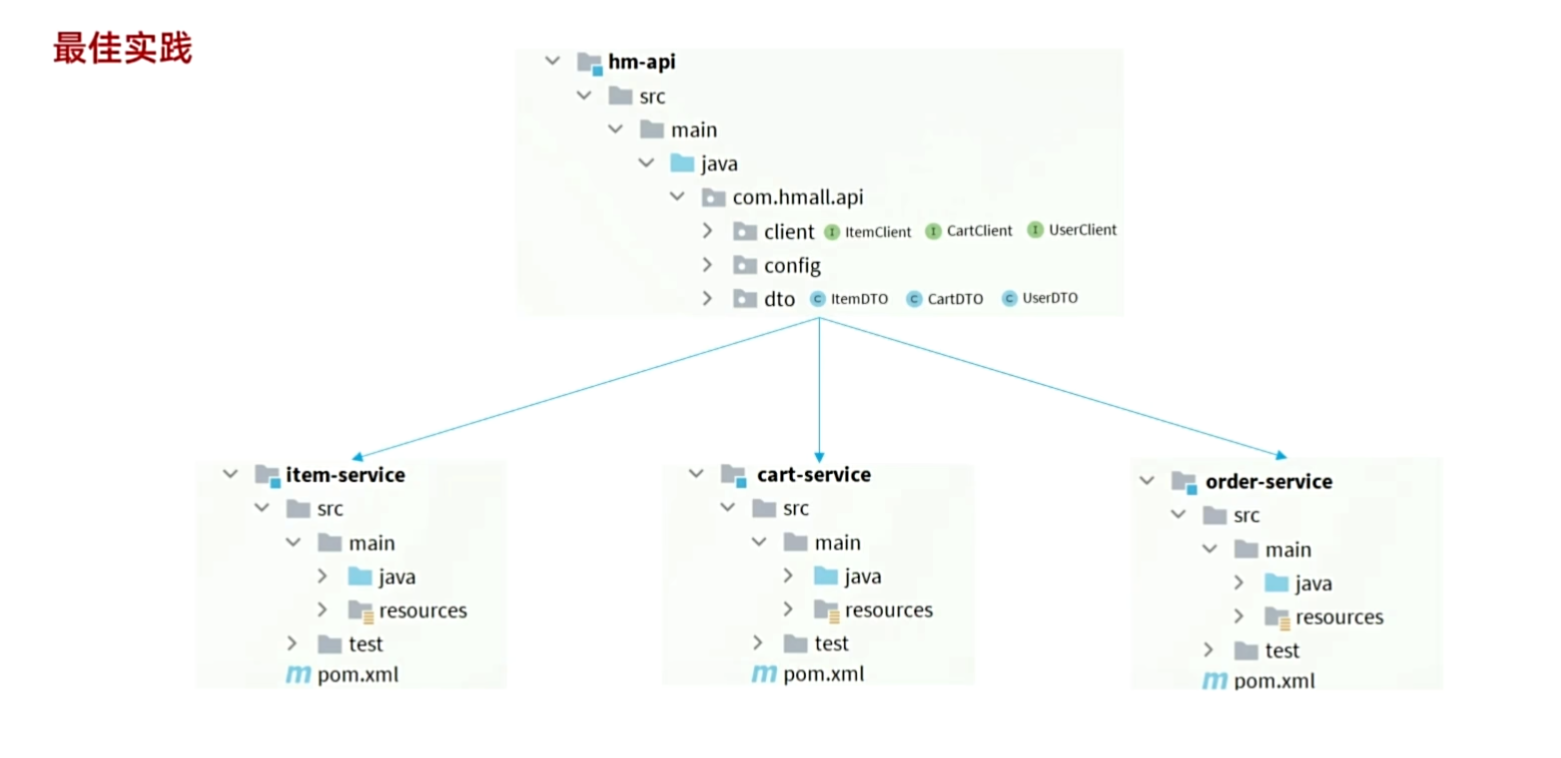 最佳实践
hm-api
src
main
java
com.hmall.api
client ItemClient CartClient UserClient
config
dto ItemDTO CartDTO UserDTO
item-service
src
main
java
resources
test
pom.xml
cart-service
src
main
java
resources
test
pom.xml
order-service
src
main
java
resources
test
pom.xml